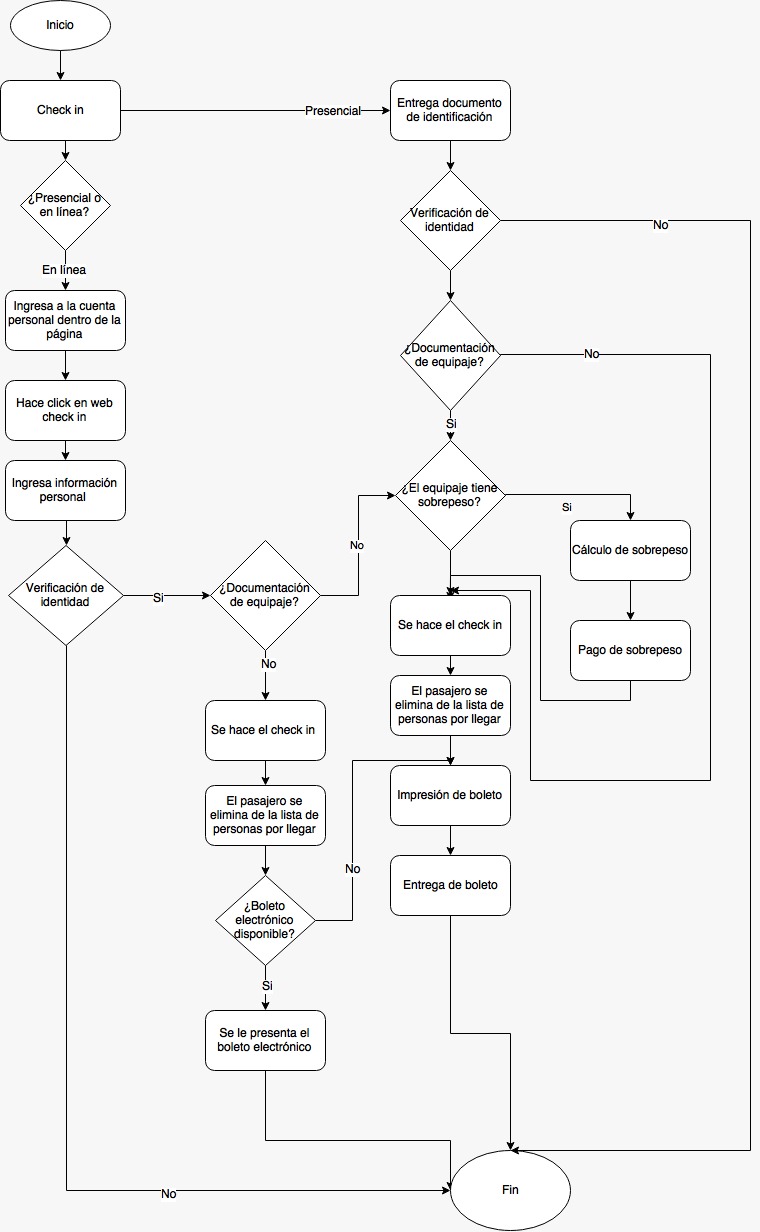 Inicio
Check in
Presencial
Entrega documento
de identificación
¿Presencial o
en línea?
Verificación de
identidad
No
En línea
Ingresa a la cuenta
personal dentro de la
página
¿Documentación
de equipaje?
No
Hace click en web
check in
Si
Ingresa información
personal
¿El equipaje tiene
sobrepeso?
Si
Cálculo de sobrepeso
No
Verificación de
identidad
Si
¿Documentación
de equipaje?
Se hace el check in
Pago de sobrepeso
No
El pasajero se
elimina de la lista de
personas por llegar
Se hace el check in
Impresión de boleto
El pasajero se
elimina de la lista de
personas por llegar
No
Entrega de boleto
¿Boleto
electrónico
disponible?
Si
Se le presenta el
boleto electrónico
No
Fin